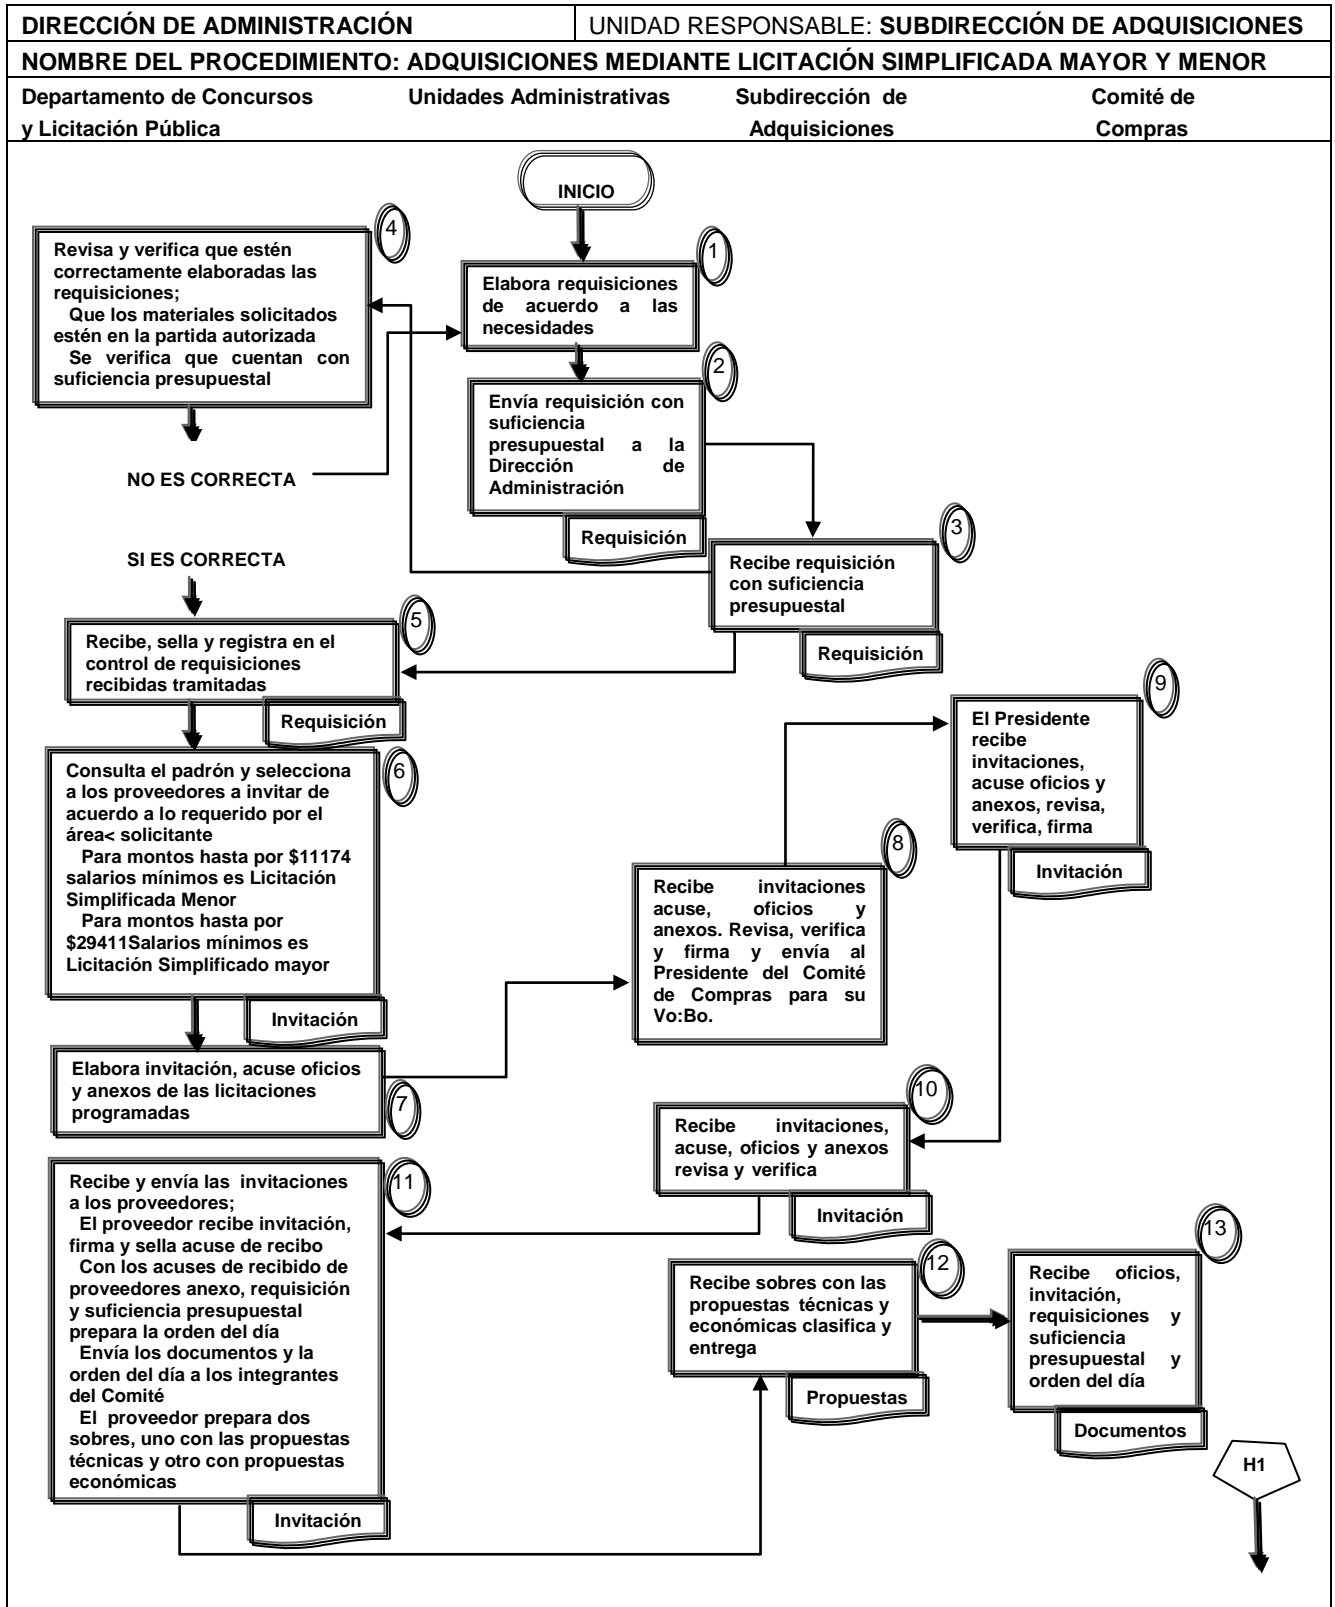 DIRECCIÓN DE ADMINISTRACIÓN
UNIDAD RESPONSABLE: SUBDIRECCIÓN DE ADQUISICIONES
NOMBRE DEL PROCEDIMIENTO: ADQUISICIONES MEDIANTE LICITACIÓN SIMPLIFICADA MAYOR Y MENOR
Departamento de Concursos
y Licitación Pública
Unidades Administrativas
Subdirección de
Adquisiciones
Comité de
Compras
INICIO
4
Revisa y verifica que estén
correctamente elaboradas las
requisiciones;
Que los materiales solicitados
estén en la partida autorizada
Se verifica que cuentan con
suficiencia presupuestal
1
Elabora requisiciones
de acuerdo a las
necesidades
2
Envía requisición con
suficiencia
presupuestal a la
Dirección de
Administración
Requisición
NO ES CORRECTA
3
Recibe requisición
con suficiencia
presupuestal
Requisición
SI ES CORRECTA
5
Recibe, sella y registra en el
control de requisiciones
recibidas tramitadas
Requisición
6
Consulta el padrón y selecciona
a los proveedores a invitar de
acuerdo a lo requerido por el
área< solicitante
Para montos hasta por $11174
salarios mínimos es Licitación
Simplificada Menor
Para montos hasta por
$29411Salarios mínimos es
Licitación Simplificado mayor
Invitación
9
El Presidente
recibe
invitaciones,
acuse oficios y
anexos, revisa,
verifica, firma
Invitación
8
Recibe invitaciones
acuse, oficios y
anexos. Revisa, verifica
y firma y envía al
Presidente del Comité
de Compras para su
Vo:Bo.
Elabora invitación, acuse oficios
y anexos de las licitaciones
programadas
7
10
Recibe invitaciones,
acuse, oficios y anexos
revisa y verifica
Invitación
11
Recibe y envía las invitaciones
a los proveedores;
El proveedor recibe invitación,
firma y sella acuse de recibo
Con los acuses de recibido de
proveedores anexo, requisición
y suficiencia presupuestal
prepara la orden del día
Envía los documentos y la
orden del día a los integrantes
del Comité
El proveedor prepara dos
sobres, uno con las propuestas
técnicas y otro con propuestas
económicas
Invitación
12
Recibe sobres con las
propuestas técnicas y
económicas clasifica y
entrega
Propuestas
13
Recibe oficios,
invitación,
requisiciones y
suficiencia
presupuestal y
orden del día
Documentos
H1